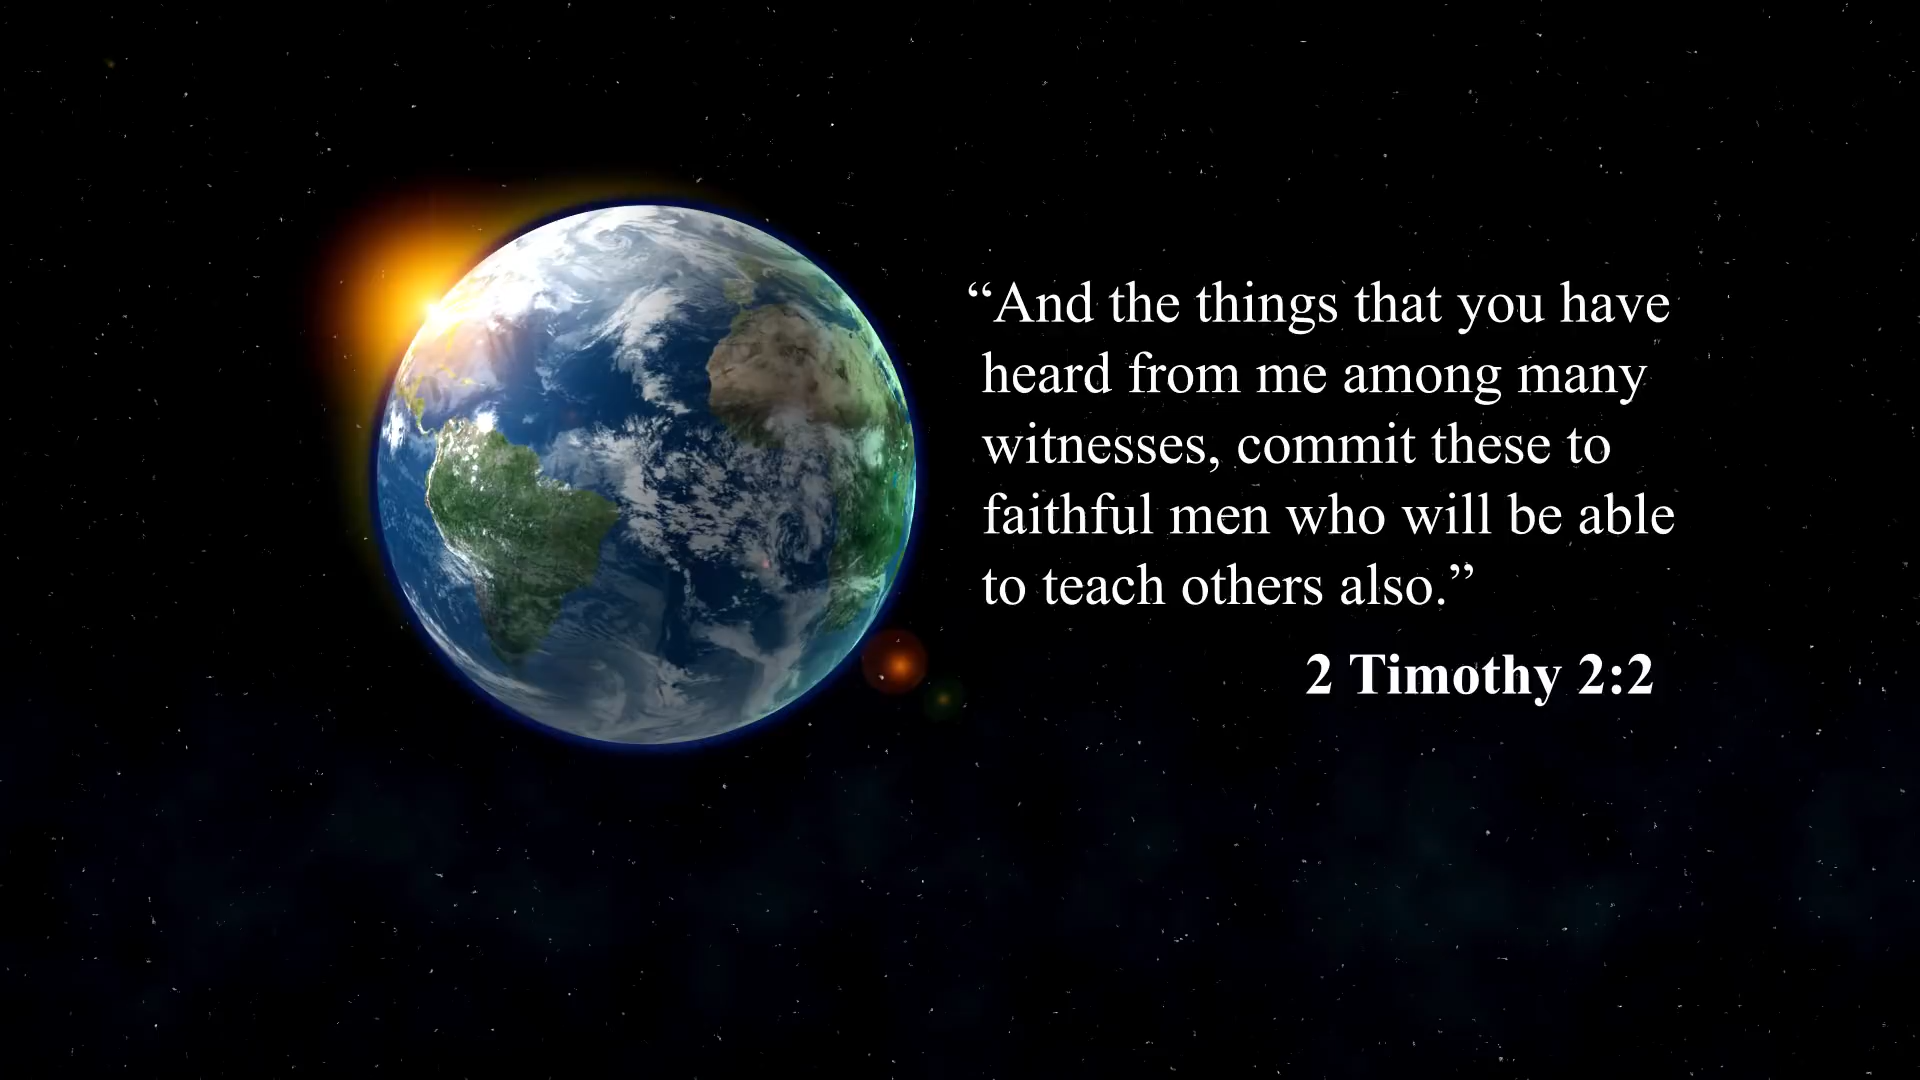 “And the things that you have
heard from me among many
witnesses, commit these to
faithful men who will be able
to teach others also.”
2 Timothy 2:2